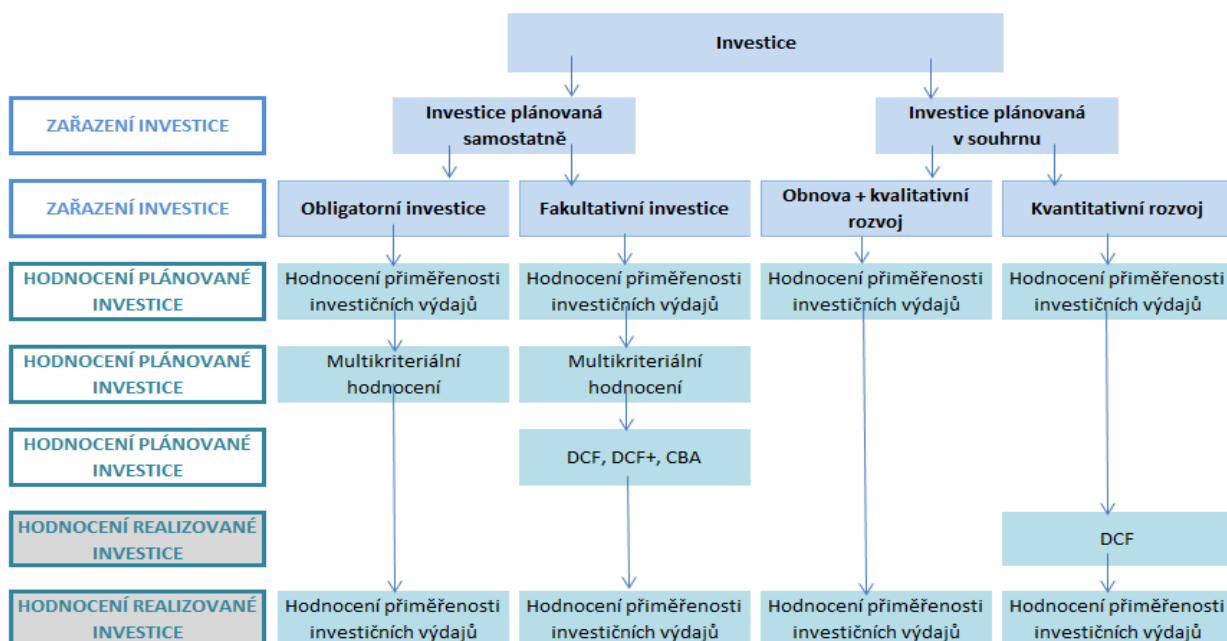 Investice
ZAŘAZENÍ INVESTICE
Investice plánovaná
samostatně
Investice plánovaná
v souhrnu
ZAŘAZENÍ INVESTICE
Obligatorní investice
Fakultativní investice
Obnova + kvalitativní
rozvoj
Kvantitativní rozvoj
HODNOCENÍ PLÁNOVANÉ
INVESTICE
Hodnocení přiměřenosti
investičních výdajů
Hodnocení přiměřenosti
investičních výdajů
Hodnocení přiměřenosti
investičních výdajů
Hodnocení přiměřenosti
investičních výdajů
HODNOCENÍ PLÁNOVANÉ
INVESTICE
Multikriteriální
hodnocení
Multikriteriální
hodnocení
HODNOCENÍ PLÁNOVANÉ
INVESTICE
DCF, DCF+, CBA
HODNOCENÍ REALIZOVANÉ
INVESTICE
DCF
HODNOCENÍ REALIZOVANÉ
INVESTICE
Hodnocení přiměřenosti
investičních výdajů
Hodnocení přiměřenosti
investičních výdajů
Hodnocení přiměřenosti
investičních výdajů
Hodnocení přiměřenosti
investičních výdajů